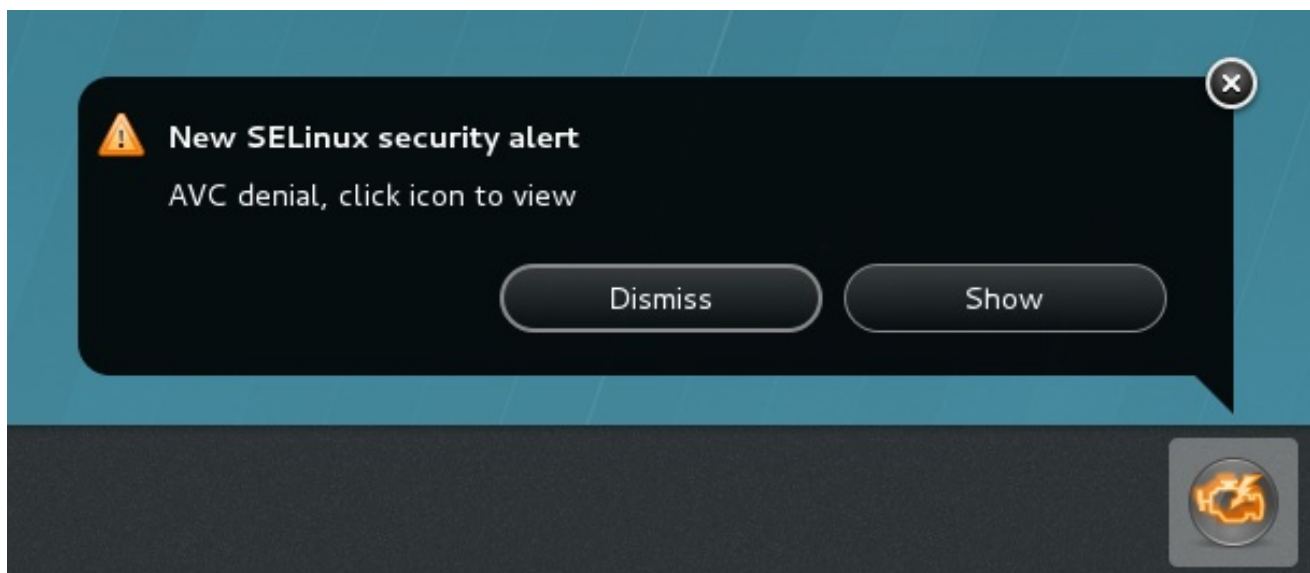 New SELinux security alert
AVC denial, click icon to view
Dismiss
Show